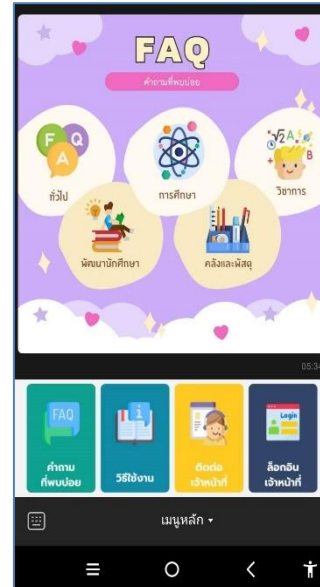 FAQ
คำถามที่พบบ่อย
F Q
A
ทั่วไป
การศึกษา
√2 A
B
วิชาการ
พัฒนานักศึกษา
คลังและพัสดุ
05:34
FAQ
คำถาม
ที่พบบ่อย
i
วิธีใช้งาน
ติดต่อ
เจ้าหน้าที่
Login
ล็อกอิน
เจ้าหน้าที่
เมนูหลัก